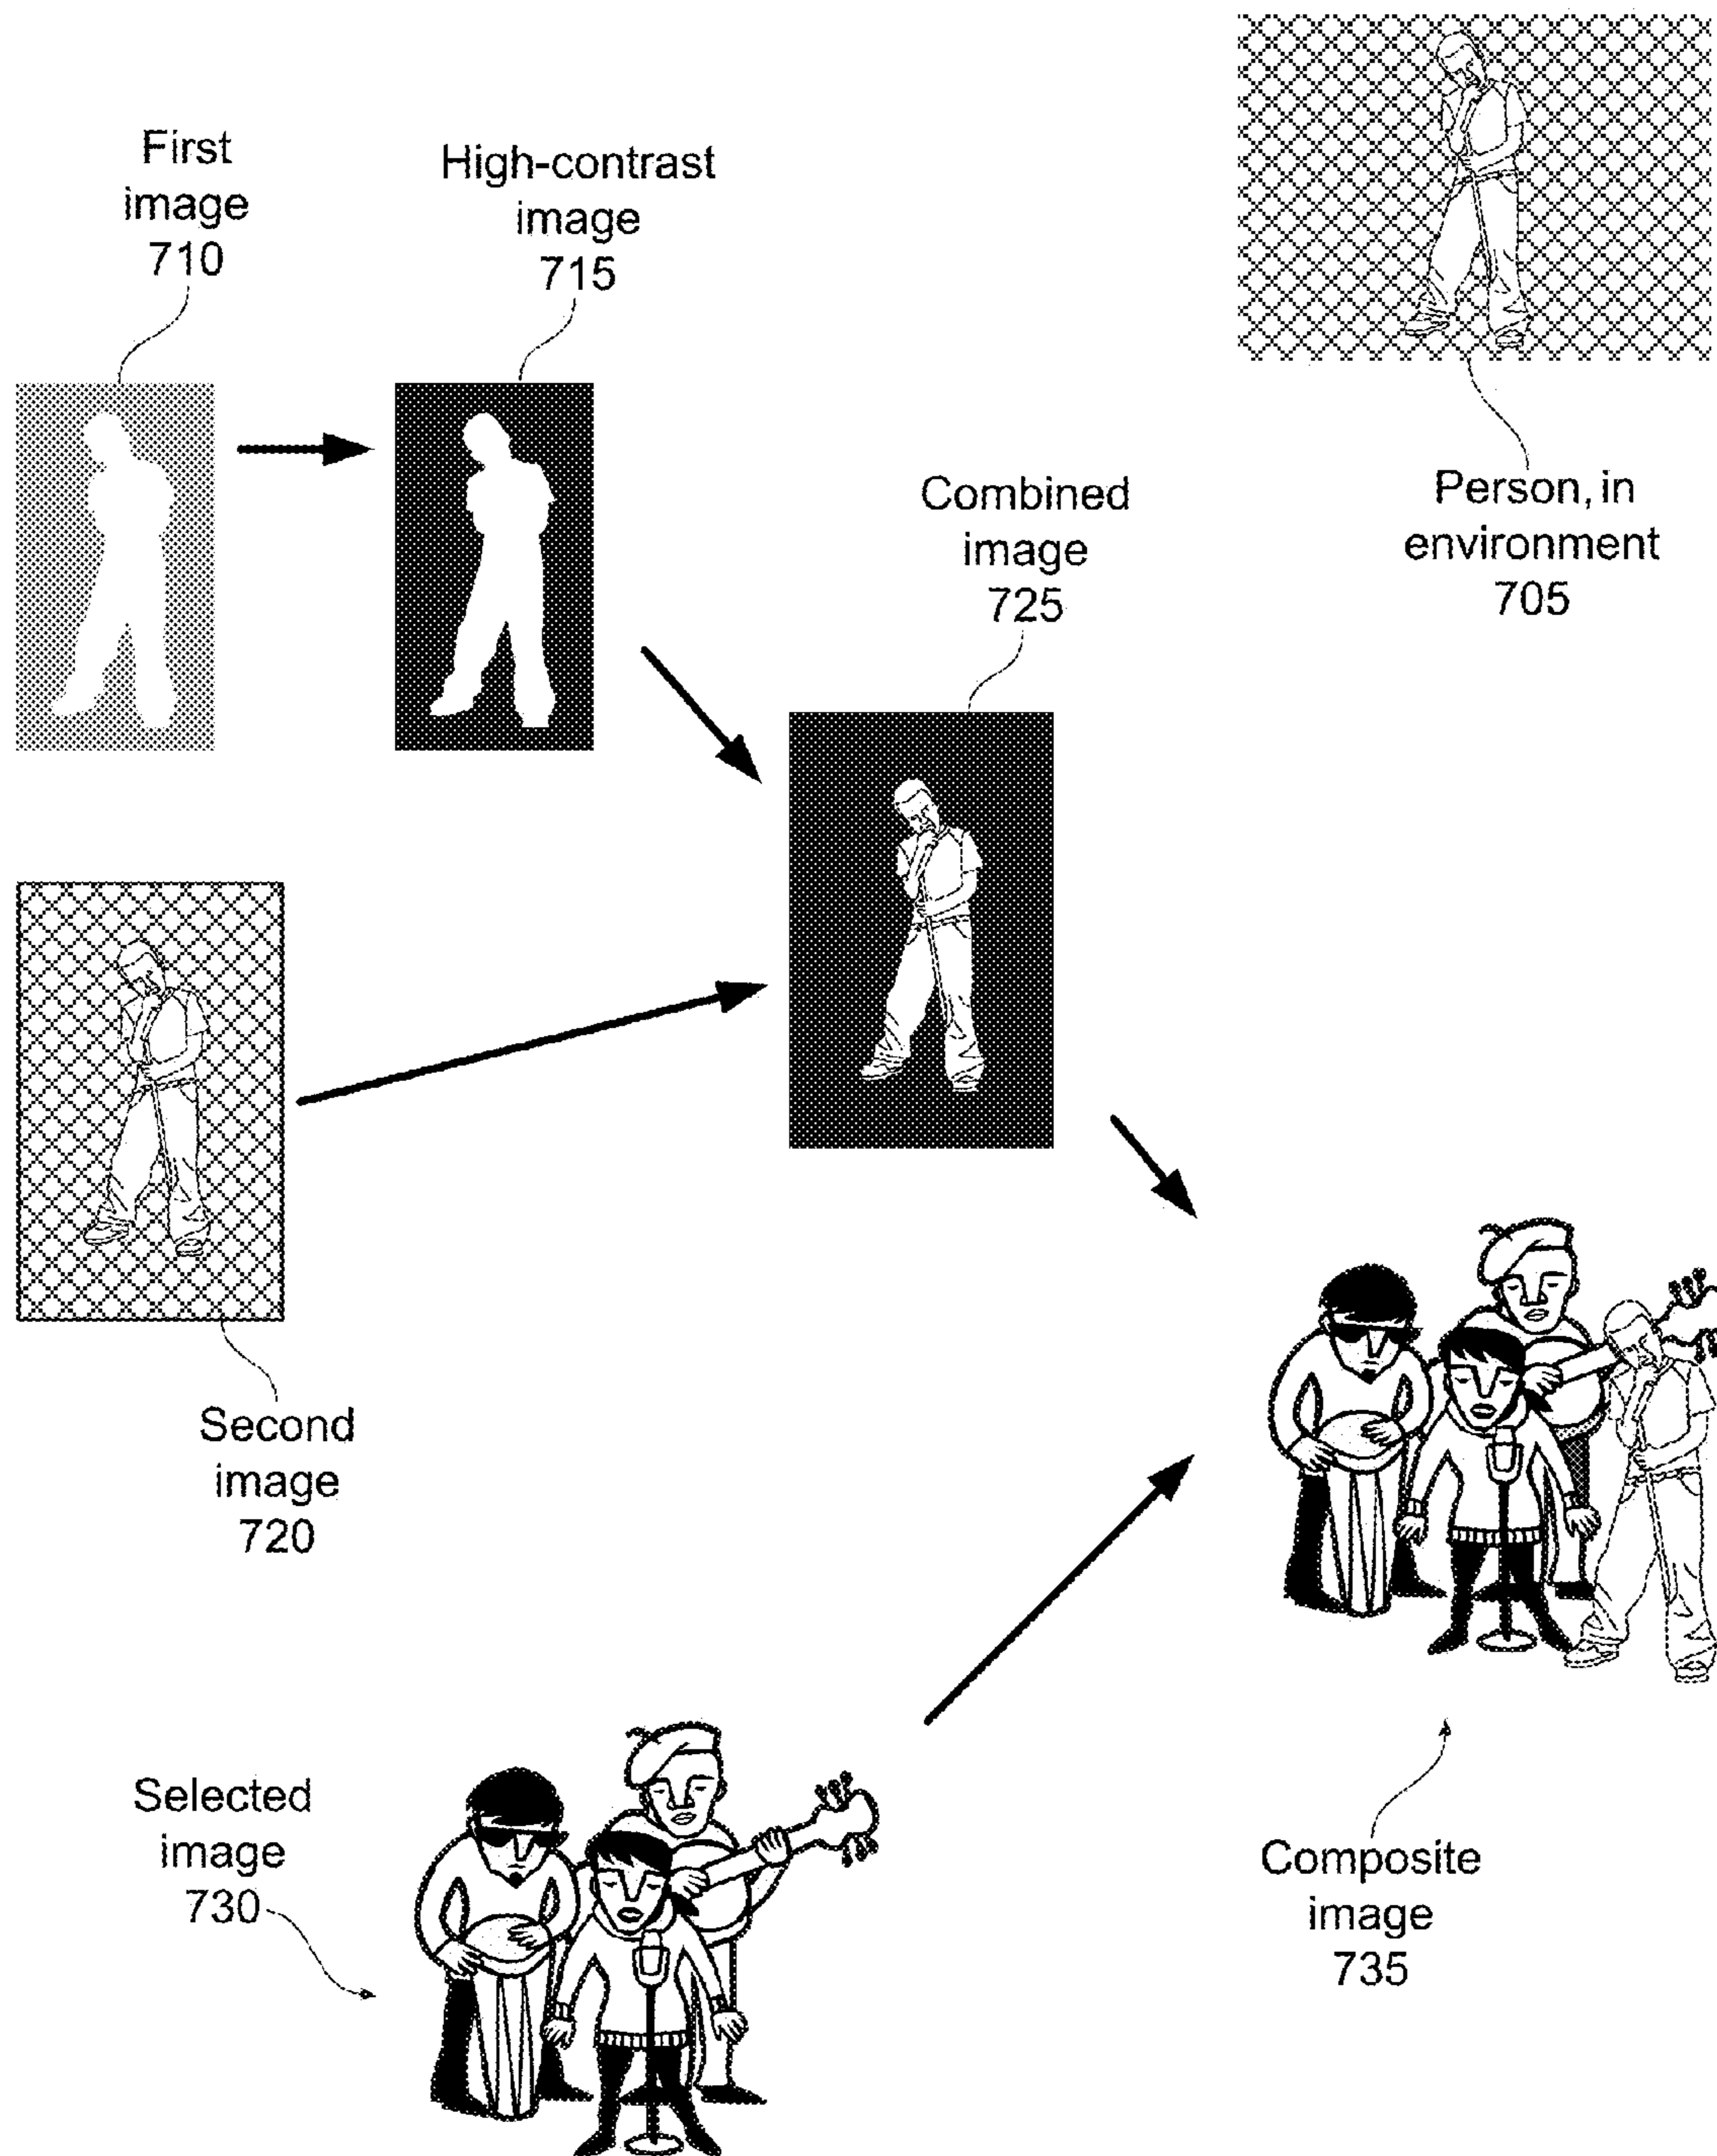 First
image
710
High-contrast
image
715
Combined
image
725
Person, in
environment
705
Second
image
720
Selected
image
730
Composite
image
735